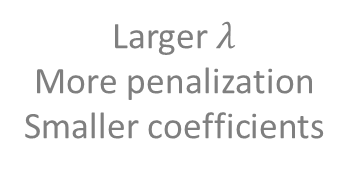 Larger λ
More penalization
Smaller coefficients